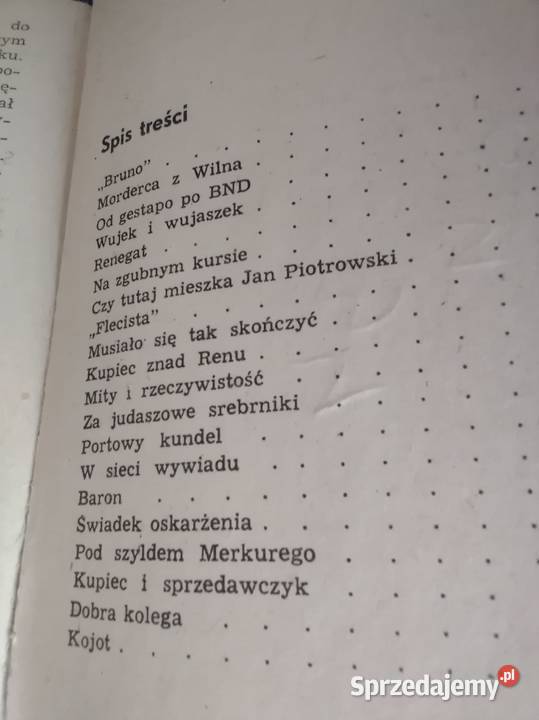 do
ku.
Spis treści
„Bruno" . . . . . . . . .
Morderca z Wilna . . . . . . .
Od gestapo po BND . . . . . .
Wujek i wujaszek . . . . . . .
Renegat . . . . . . . . .
Na zgubnym kursie . . . . . .
Czy tutaj mieszka Jan Piotrowski . . . .
„Flecista" . . . . . . . .
Musiało się tak skończyć . . . . .
Kupiec znad Renu . . . . . . .
Mity i rzeczywistość . . . . . .
Za judaszowe srebrniki . . . . . .
Portowy kundel . . . . . . .
W sieci wywiadu . . . . . . .
Baron . . . . . . . . .
Świadek oskarżenia . . . . . . .
Pod szyldem Merkurego . . . . .
Kupiec i sprzedawczyk . . . . .
Dobra kolega . . . . . . .
Kojot . . . . . . . . .
Sprzedajemy.pl